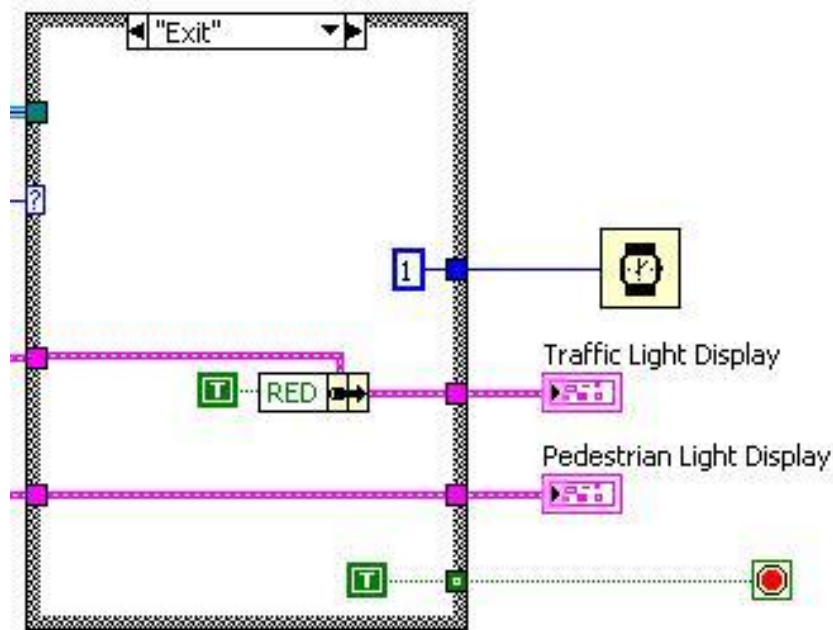 "Exit"
?
1
Traffic Light Display
T
RED
Pedestrian Light Display
T